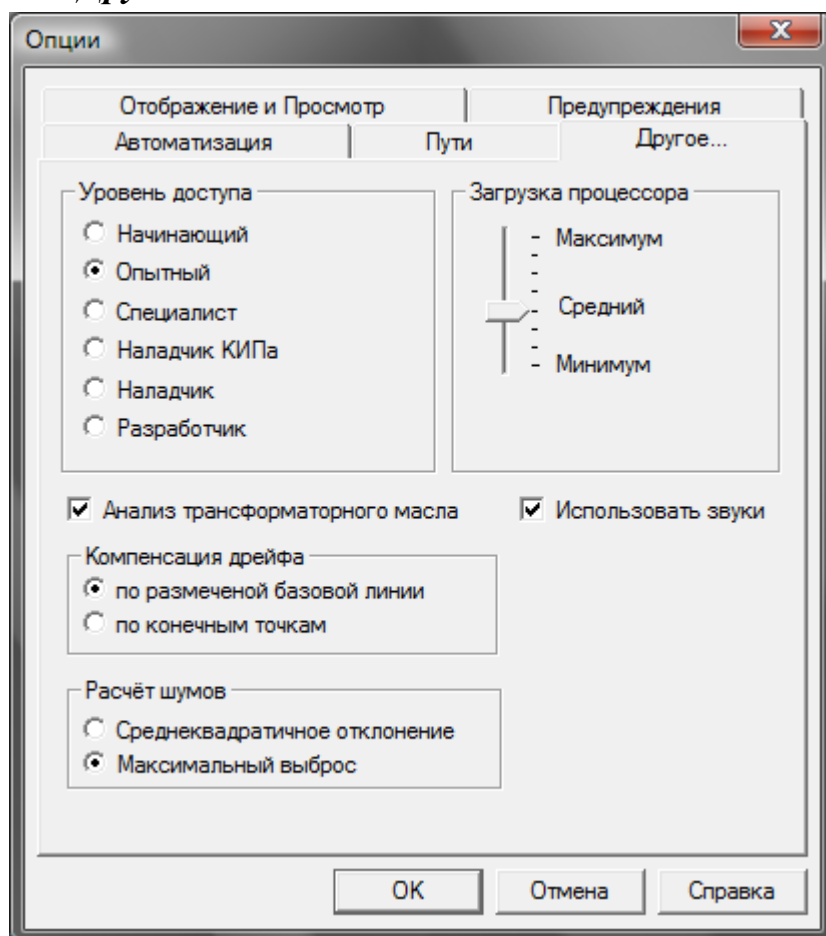 Опции
Отображение и Просмотр Предупреждения
Автоматизация Пути Другое...
Уровень доступа
Начинающий
Опытный
Специалист
Наладчик КИПа
Наладчик
Разработчик
Загрузка процессора
Максимум
Средний
Минимум
Анализ трансформаторного масла Использовать звуки
Компенсация дрейфа
по размеченой базовой линии
по конечным точкам
Расчёт шумов
Среднеквадратичное отклонение
Максимальный выброс
OK Отмена Справка